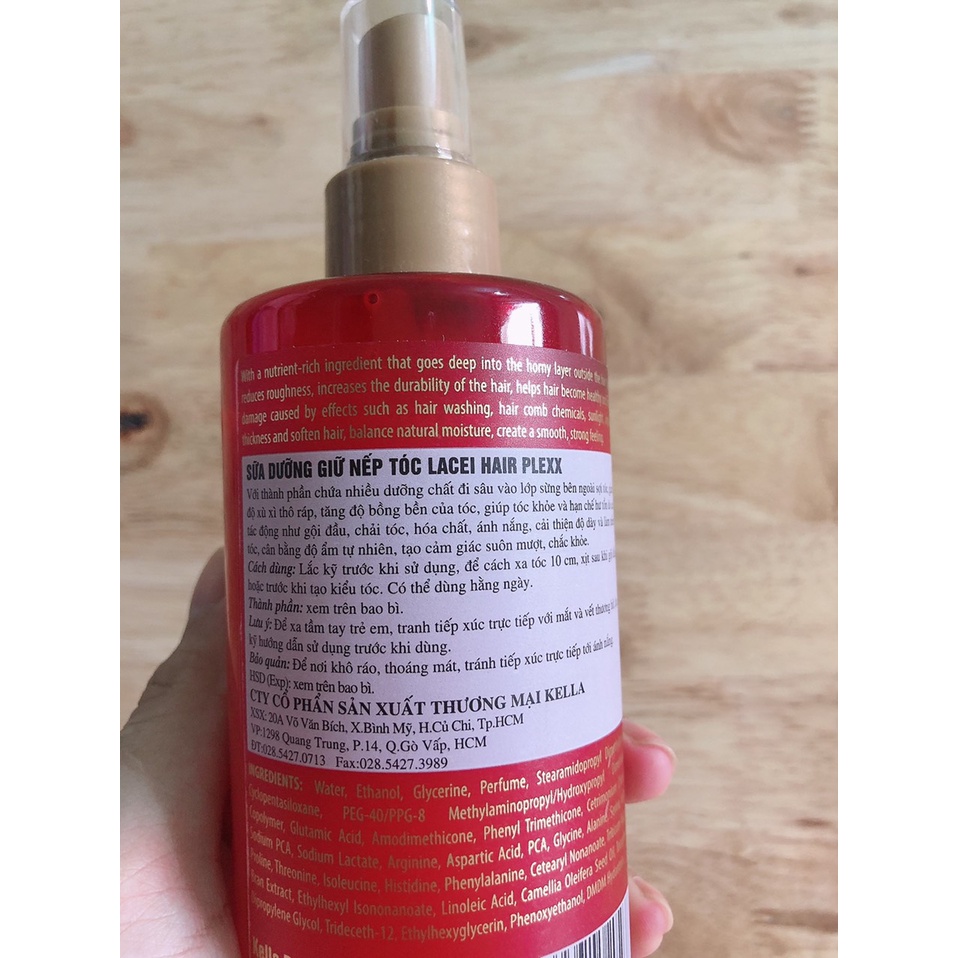 With a nutrient-rich ingredient that goes deep into the horny layer outside the
reduces roughness, increases the durability of the hair, helps hair become healthy
damage caused by effects such as hair washing, hair comb chemicals, sunlight
thickness and soften hair, balance natural moisture, create a smooth, strong feeling.
SỮA DƯỠNG GIỮ NẾP TÓC LACEI HAIR PLEXX
Với thành phần chứa nhiều dưỡng chất đi sâu vào lớp sừng bên ngoài sợi tóc,
độ xù xì thô ráp, tăng độ bồng bền của tóc, giúp tóc khỏe và hạn chế hư tổn
tác động như gội đầu, chải tóc, hóa chất, ánh nắng, cải thiện độ dày và làm
tóc, cân bằng độ ẩm tự nhiên, tạo cảm giác suôn mượt, chắc khỏe.
Cách dùng: Lắc kỹ trước khi sử dụng, để cách xa tóc 10 cm, xịt sau khi
hoặc trước khi tạo kiểu tóc. Có thể dùng hằng ngày.
Thành phần: xem trên bao bì.
Lưu ý: Để xa tầm tay trẻ em, tranh tiếp xúc trực tiếp với mắt và vết thương
kỹ hướng dẫn sử dụng trước khi dùng.
Bảo quản: Để nơi khô ráo, thoáng mát, tránh tiếp xúc trực tiếp tới ánh nắng.
HSD (Exp): xem trên bao bì.
CTY CỔ PHẨN SẢN XUẤT THƯƠNG MẠI KELLA
XSX: 20A Võ Văn Bích, X.Bình Mỹ, H.Củ Chi, Tp.HCM
VP:1298 Quang Trung, P.14, Q.Gò Vấp, HCM
ĐT:028.5427.0713 Fax:028.5427.3989
INGREDIENTS: Water, Ethanol, Glycerine, Perfume, Stearamidopropyl
Cyclopentasiloxane, PEG-40/PPG-8 Methylaminopropyl/Hydroxypropyl
Copolymer, Glutamic Acid, Amodimethicone, Phenyl Trimethicone,
Sodium PCA, Sodium Lactate, Arginine, Aspartic Acid, PCA, Glycine, Alanine,
Proline, Threonine, Isoleucine, Histidine, Phenylalanine, Cetearyl Nonanoate,
Bran Extract, Ethylhexyl Isononanoate, Linoleic Acid, Camellia Oleifera Seed Oil,
Dipropylene Glycol, Trideceth-12, Ethylhexyglycerin, Phenoxyethanol, DMDM
Kella